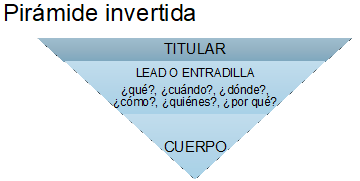 Pirámide invertida
TITULAR
LEAD O ENTRADILLA
¿qué?, ¿cuándo?, ¿dónde?,
¿cómo?, ¿quiénes?, ¿por qué?
CUERPO